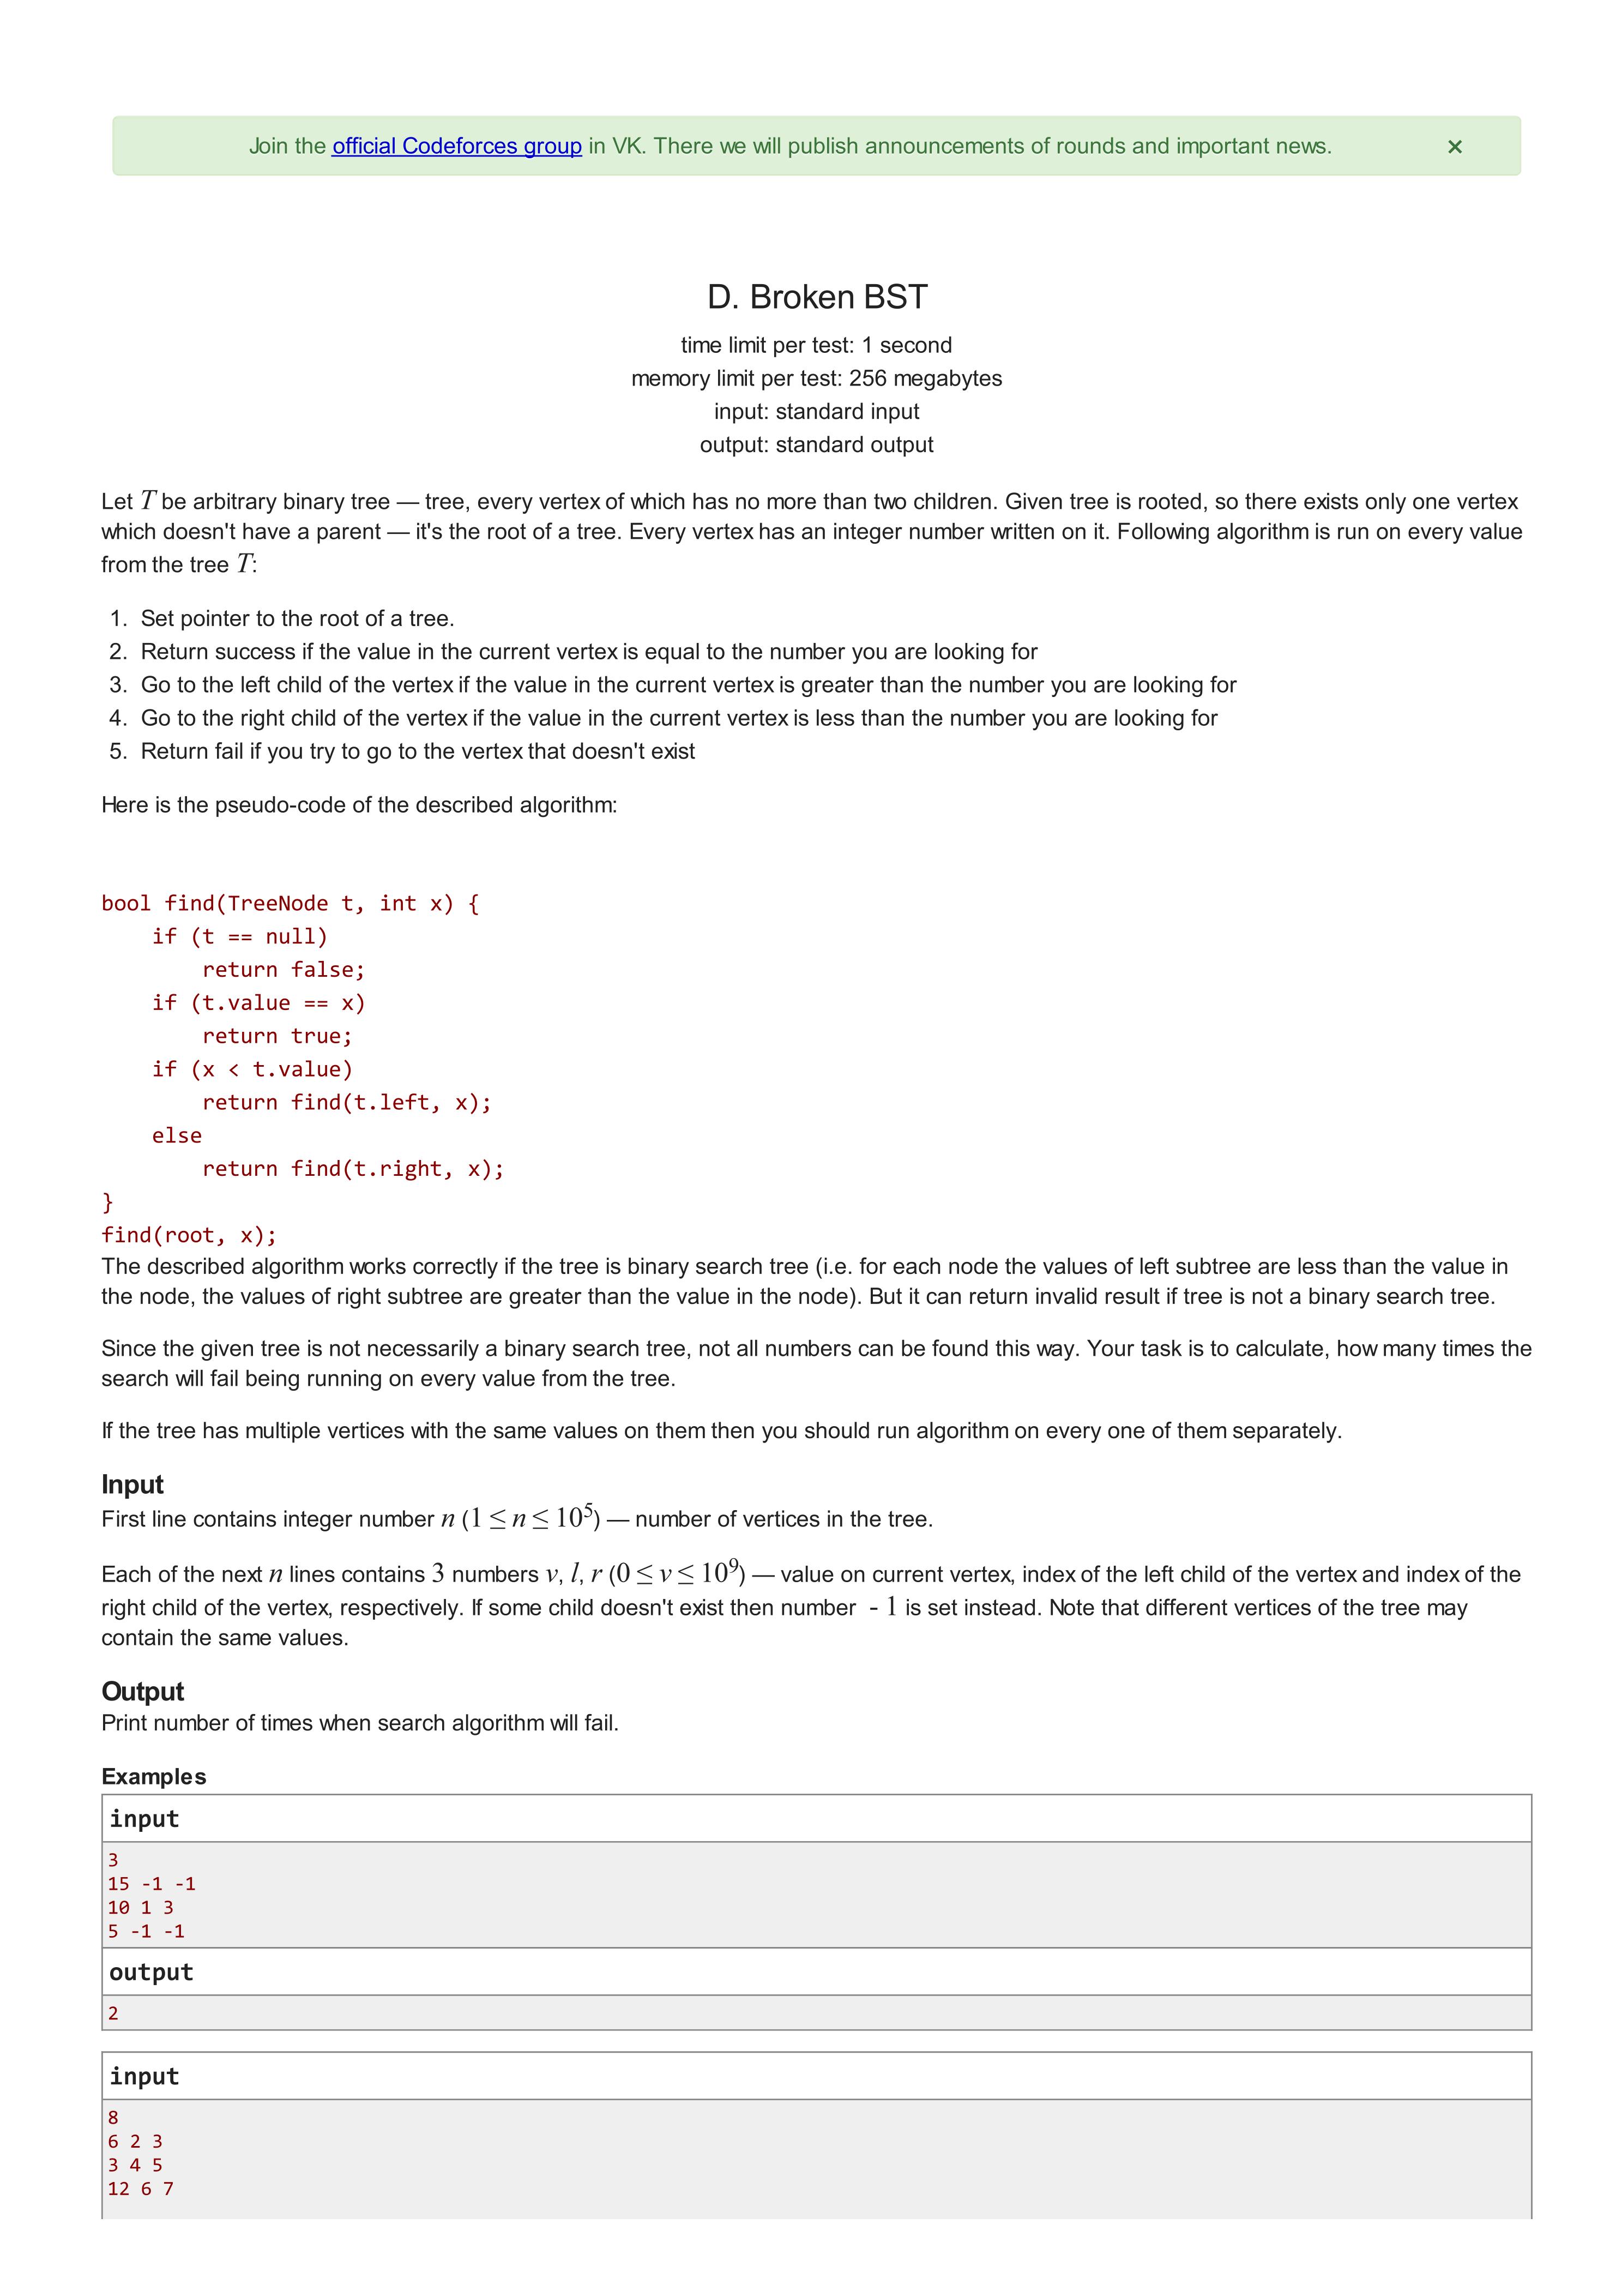 Join the official Codeforces group in VK. There we will publish announcements of rounds and important news. ×
D. Broken BST
time limit per test: 1 second
memory limit per test: 256 megabytes
input: standard input
output: standard output
Let T be arbitrary binary tree — tree, every vertex of which has no more than two children. Given tree is rooted, so there exists only one vertex
which doesn't have a parent — it's the root of a tree. Every vertex has an integer number written on it. Following algorithm is run on every value
from the tree T:
1. Set pointer to the root of a tree.
2. Return success if the value in the current vertex is equal to the number you are looking for
3. Go to the left child of the vertex if the value in the current vertex is greater than the number you are looking for
4. Go to the right child of the vertex if the value in the current vertex is less than the number you are looking for
5. Return fail if you try to go to the vertex that doesn't exist
Here is the pseudo-code of the described algorithm:
bool find(TreeNode t, int x) {
    if (t == null)
        return false;
    if (t.value == x)
        return true;
    if (x < t.value)
        return find(t.left, x);
    else
        return find(t.right, x);
}
find(root, x);
The described algorithm works correctly if the tree is binary search tree (i.e. for each node the values of left subtree are less than the value in
the node, the values of right subtree are greater than the value in the node). But it can return invalid result if tree is not a binary search tree.
Since the given tree is not necessarily a binary search tree, not all numbers can be found this way. Your task is to calculate, how many times the
search will fail being running on every value from the tree.
If the tree has multiple vertices with the same values on them then you should run algorithm on every one of them separately.
Input
First line contains integer number n (1 ≤ n ≤ 10⁵) — number of vertices in the tree.
Each of the next n lines contains 3 numbers v, l, r (0 ≤ v ≤ 10⁹) — value on current vertex, index of the left child of the vertex and index of the
right child of the vertex, respectively. If some child doesn't exist then number - 1 is set instead. Note that different vertices of the tree may
contain the same values.
Output
Print number of times when search algorithm will fail.
Examples
input
3
15 -1 -1
10 1 3
5 -1 -1
output
2
input
8
6 2 3
3 4 5
12 6 7